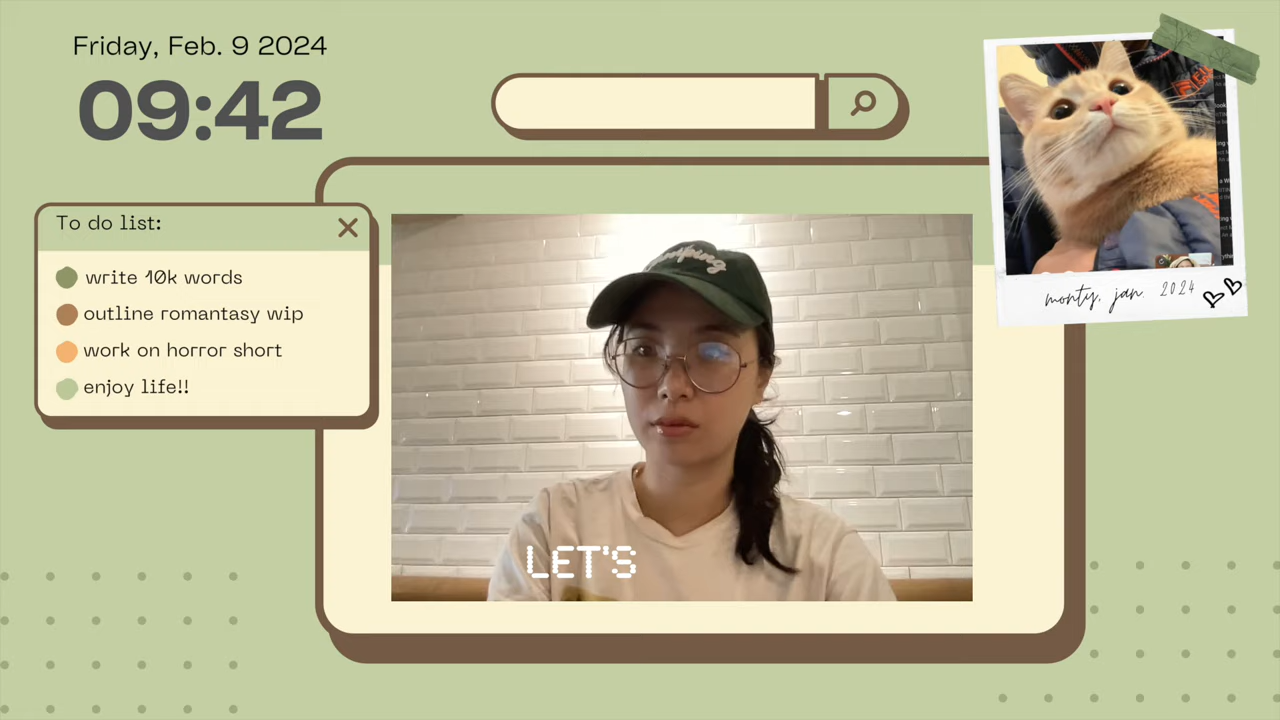 Friday, Feb. 9 2024
09:42
To do list:
write 10k words
outline romantasy wip
work on horror short
enjoy life!!
LET'S
monty, jan. 2024